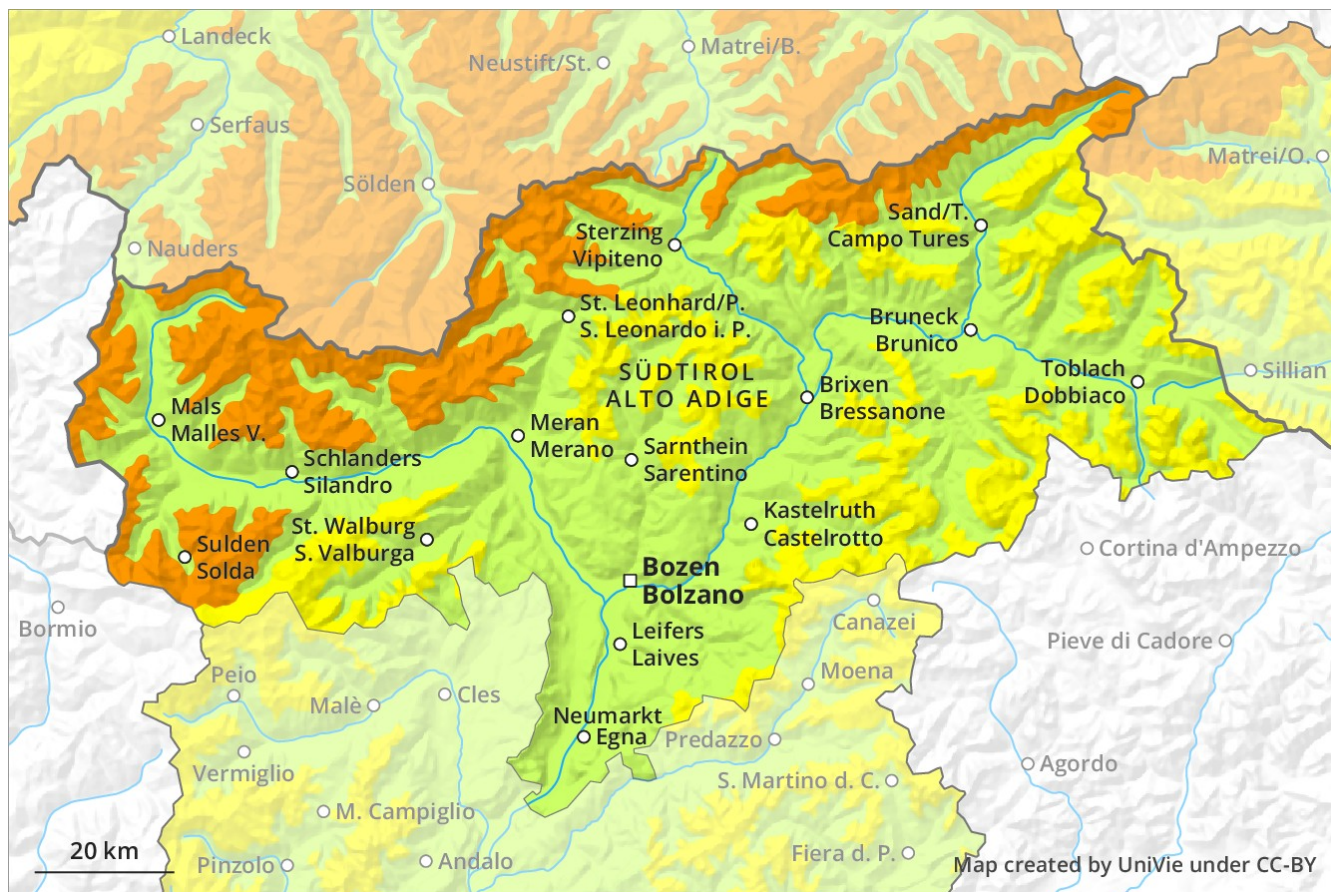 Landeck
Matrei/B.
Neustift/St.
Serfaus
Matrei/O.
Sölden
Nauders
Sand/T.
Campo Tures
Sterzing
Vipiteno
St. Leonhard/P.
S. Leonardo i. P.
Bruneck
Brunico
SÜDTIROL
ALTO ADIGE
Toblach
Dobbiaco
Sillian
Brixen
Bressanone
Mals
Malles V.
Meran
Merano
Sarnthein
Sarentino
Schlanders
Silandro
Kastelruth
Castelrotto
St. Walburg
S. Valburga
Sulden
Solda
Cortina d'Ampezzo
Bozen
Bolzano
Bormio
Canazei
Leifers
Laives
Pieve di Cadore
Peio
Moena
Malè
Cles
Neumarkt
Egna
Predazzo
Vermiglio
Agordo
S. Martino d. C.
M. Campiglio
20 km
Pinzolo
Andalo
Fiera d. P.
Map created by UniVie under CC-BY